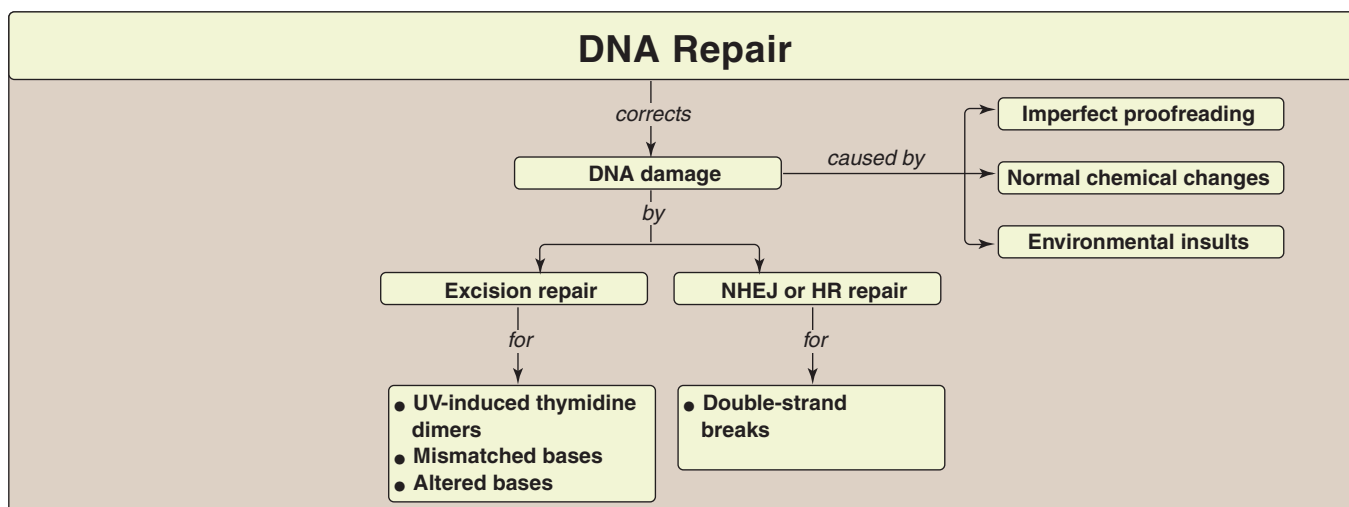 DNA Repair
corrects
DNA damage
caused by
Imperfect proofreading
Normal chemical changes
Environmental insults
by
Excision repair
for
● UV-induced thymidine
dimers
● Mismatched bases
● Altered bases
NHEJ or HR repair
for
● Double-strand
breaks